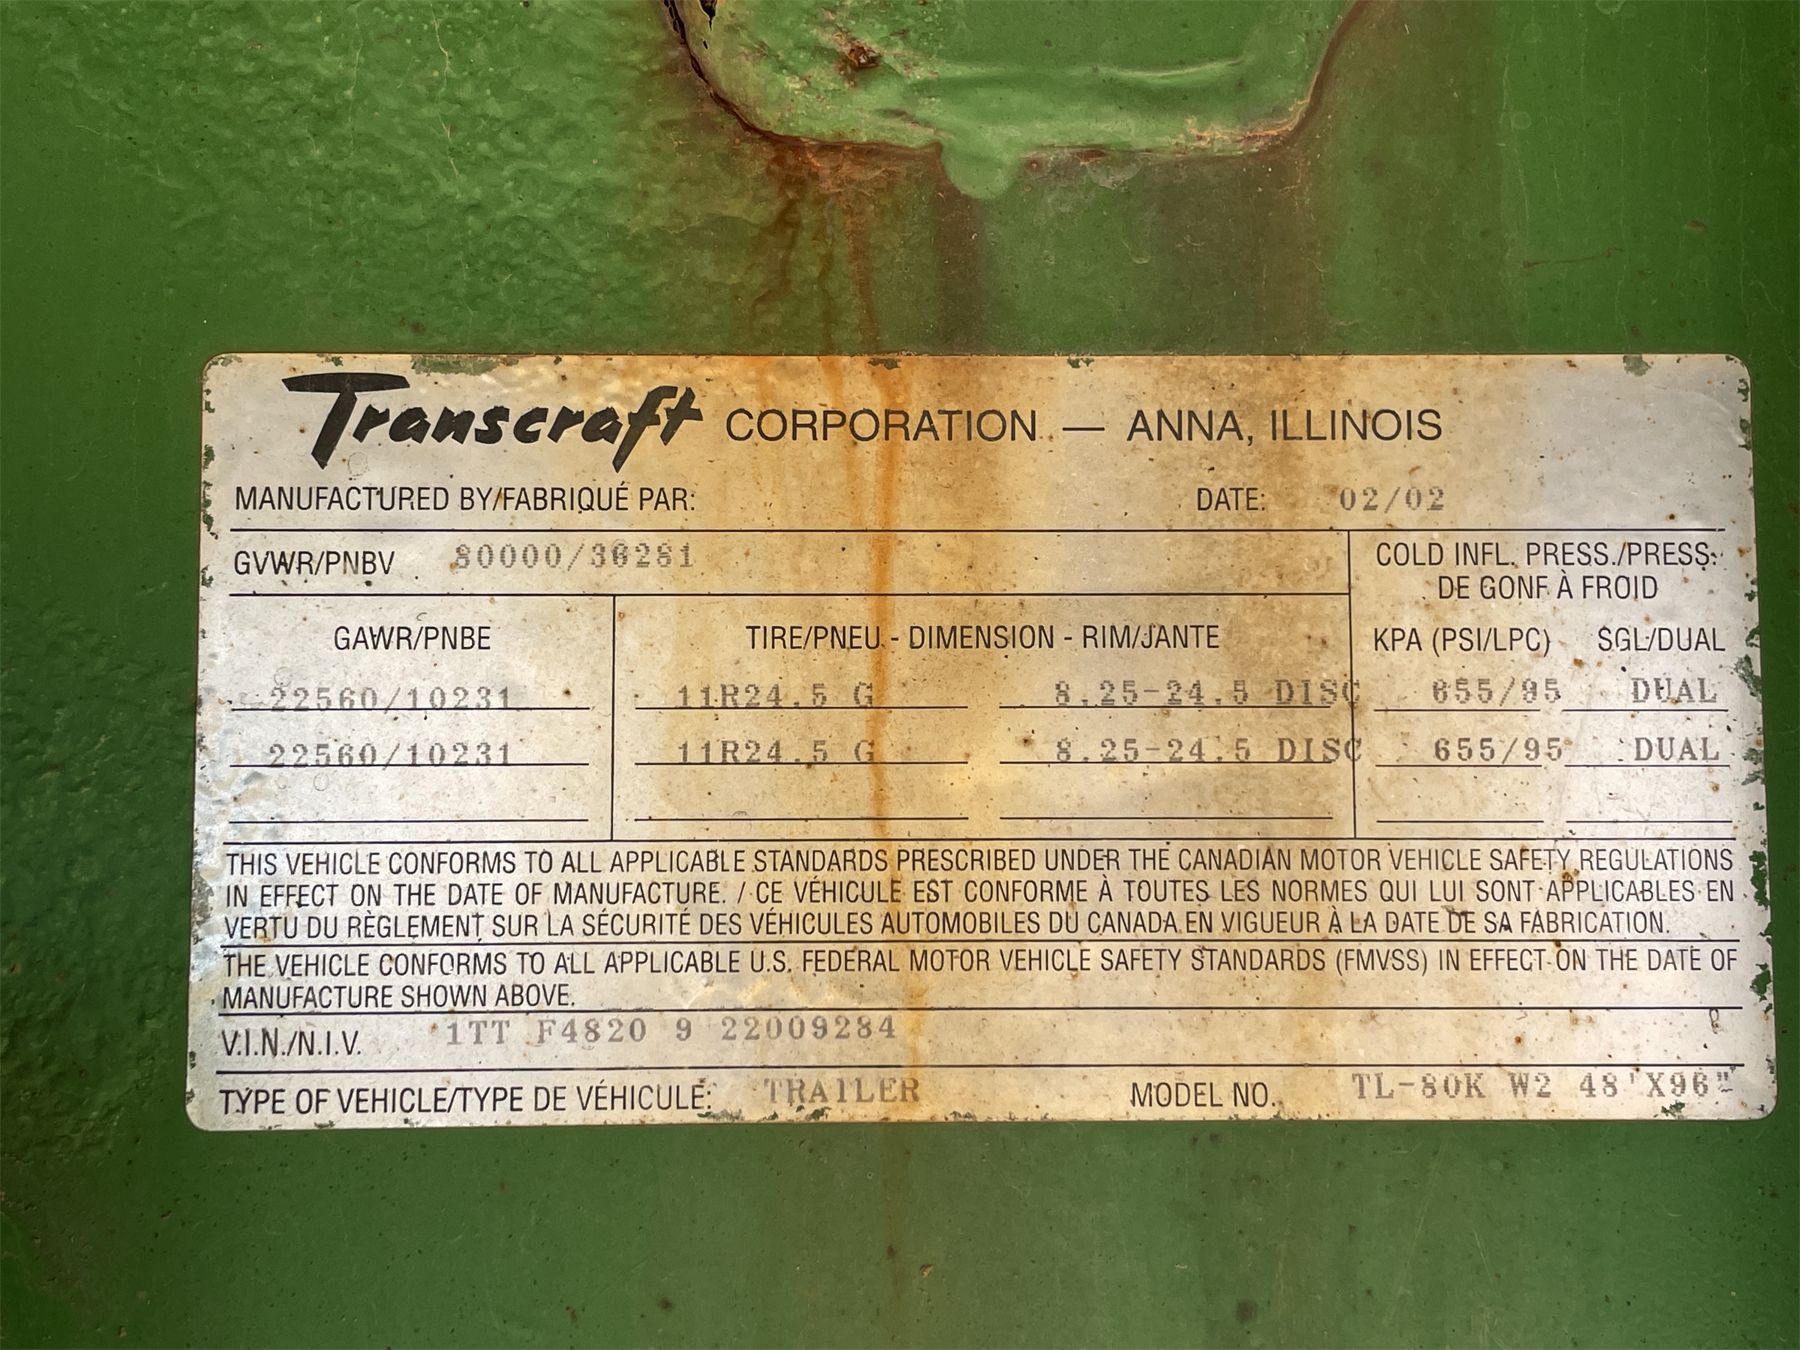 Transcraft CORPORATION — ANNA, ILLINOIS
MANUFACTURED BY/FABRIQUÉ PAR: DATE: 02/02
GVWR/PNBV 80000/36281
COLD INFL. PRESS./PRESS.
DE GONF À FROID
GAWR/PNBE TIRE/PNEU - DIMENSION - RIM/JANTE KPA (PSI/LPC) SGL/DUAL
22560/10231 11R24.5 G 8.25-24.5 DISC 655/95 DUAL
22560/10231 11R24.5 G 8.25-24.5 DISC 655/95 DUAL
THIS VEHICLE CONFORMS TO ALL APPLICABLE STANDARDS PRESCRIBED UNDER THE CANADIAN MOTOR VEHICLE SAFETY REGULATIONS
IN EFFECT ON THE DATE OF MANUFACTURE. / CE VÉHICULE EST CONFORME À TOUTES LES NORMES QUI LUI SONT APPLICABLES EN
VERTU DU RÈGLEMENT SUR LA SÉCURITÉ DES VÉHICULES AUTOMOBILES DU CANADA EN VIGUEUR À LA DATE DE SA FABRICATION.
THE VEHICLE CONFORMS TO ALL APPLICABLE U.S. FEDERAL MOTOR VEHICLE SAFETY STANDARDS (FMVSS) IN EFFECT ON THE DATE OF
MANUFACTURE SHOWN ABOVE.
V.I.N./N.I.V. 1TT F4820 9 22009284
TYPE OF VEHICLE/TYPE DE VÉHICULE: TRAILER MODEL NO. TL-80K W2 48'X96"